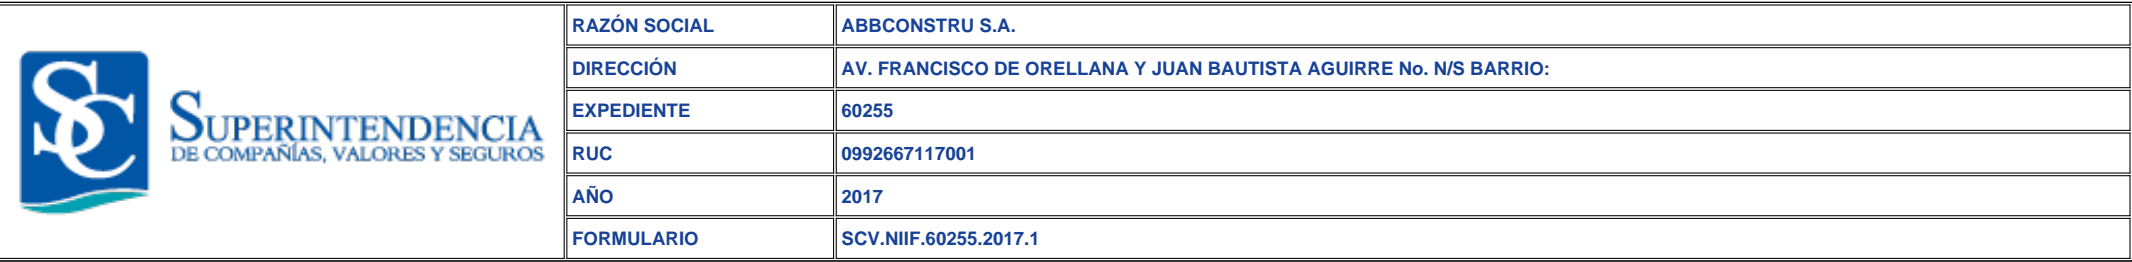 SC
SUPERINTENDENCIA
DE COMPAÑÍAS, VALORES Y SEGUROS
RAZÓN SOCIAL ABBCONSTRU S.A.
DIRECCIÓN AV. FRANCISCO DE ORELLANA Y JUAN BAUTISTA AGUIRRE No. N/S BARRIO:
EXPEDIENTE 60255
RUC 0992667117001
AÑO 2017
FORMULARIO SCV.NIIF.60255.2017.1